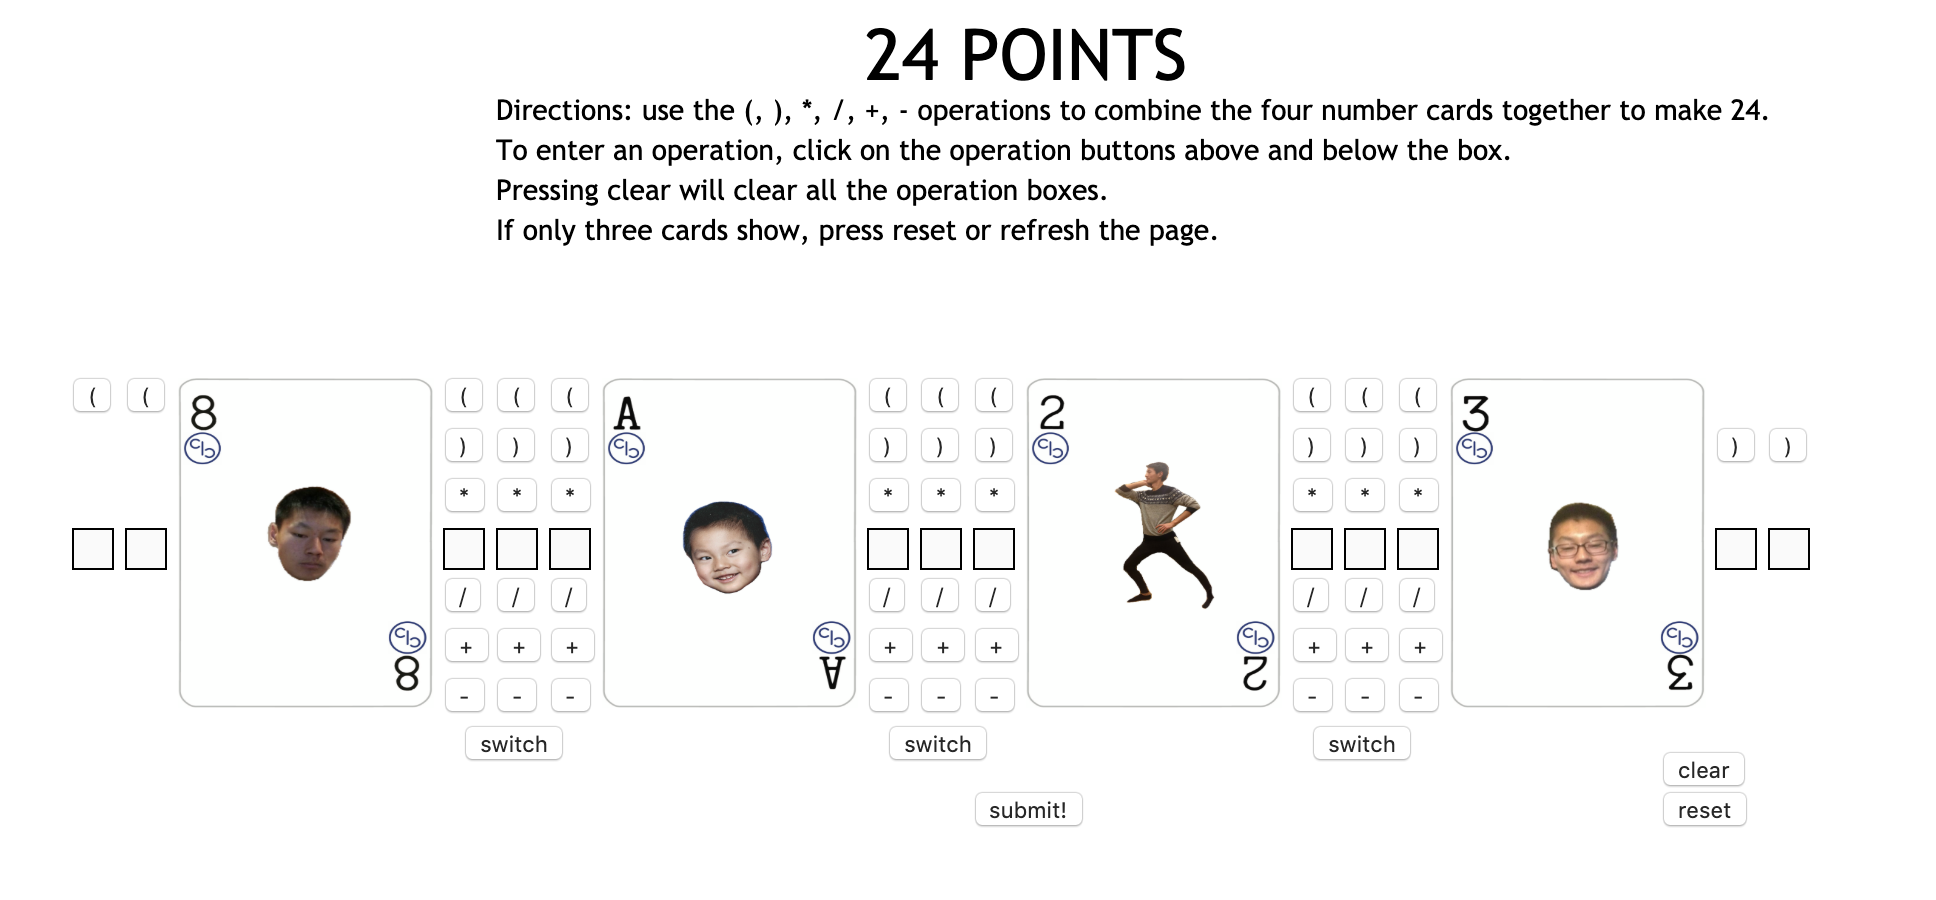 24 POINTS
Directions: use the (, ), *, /, +, - operations to combine the four number cards together to make 24.
To enter an operation, click on the operation buttons above and below the box.
Pressing clear will clear all the operation boxes.
If only three cards show, press reset or refresh the page.
( ( 8 ( ( ( A ( ( ( 2 ( ( ( 3
) ) ) ) ) ) ) ) ) ) )
* * * * * * * * *
/ / / / / / / / /
+ + + + + + + + +
8 - - - A - - - 2 - - - 3
switch switch switch
clear
submit! reset